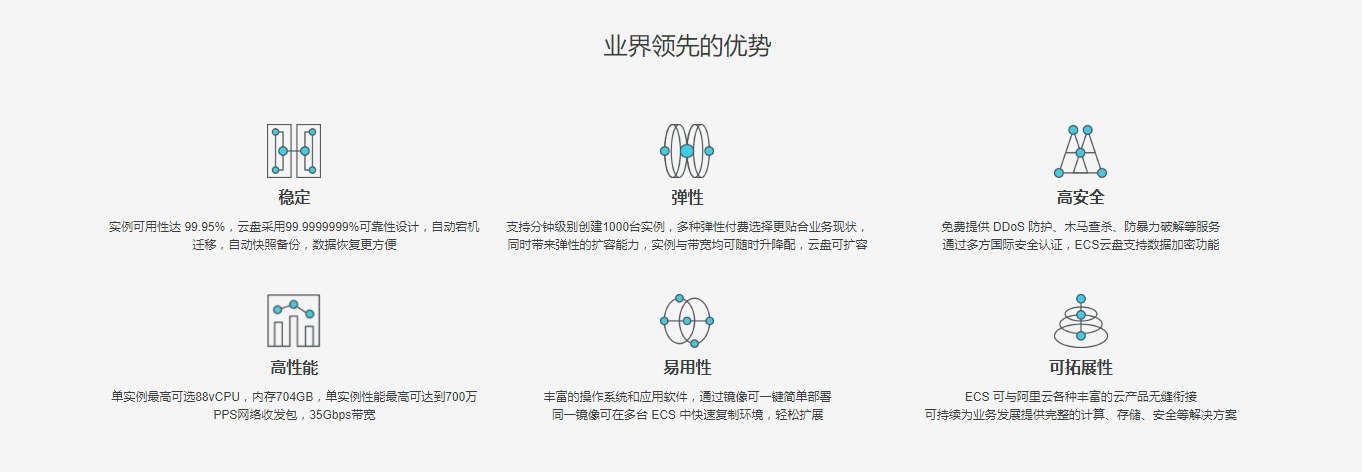 业界领先的优势
稳定
实例可用性达 99.95%，云盘采用99.9999999%可靠性设计，自动宕机
迁移，自动快照备份，数据恢复更方便
弹性
支持分钟级别创建1000台实例，多种弹性付费选择更贴合业务现状，
同时带来弹性的扩容能力，实例与带宽均可随时升降配，云盘可扩容
高安全
免费提供 DDoS 防护、木马查杀、防暴力破解等服务
通过多方国际安全认证，ECS云盘支持数据加密功能
高性能
单实例最高可选88vCPU，内存704GB，单实例性能最高可达到700万
PPS网络收发包，35Gbps带宽
易用性
丰富的操作系统和应用软件，通过镜像可一键简单部署
同一镜像可在多台 ECS 中快速复制环境，轻松扩展
可拓展性
ECS 可与阿里云各种丰富的云产品无缝衔接
可持续为业务发展提供完整的计算、存储、安全等解决方案